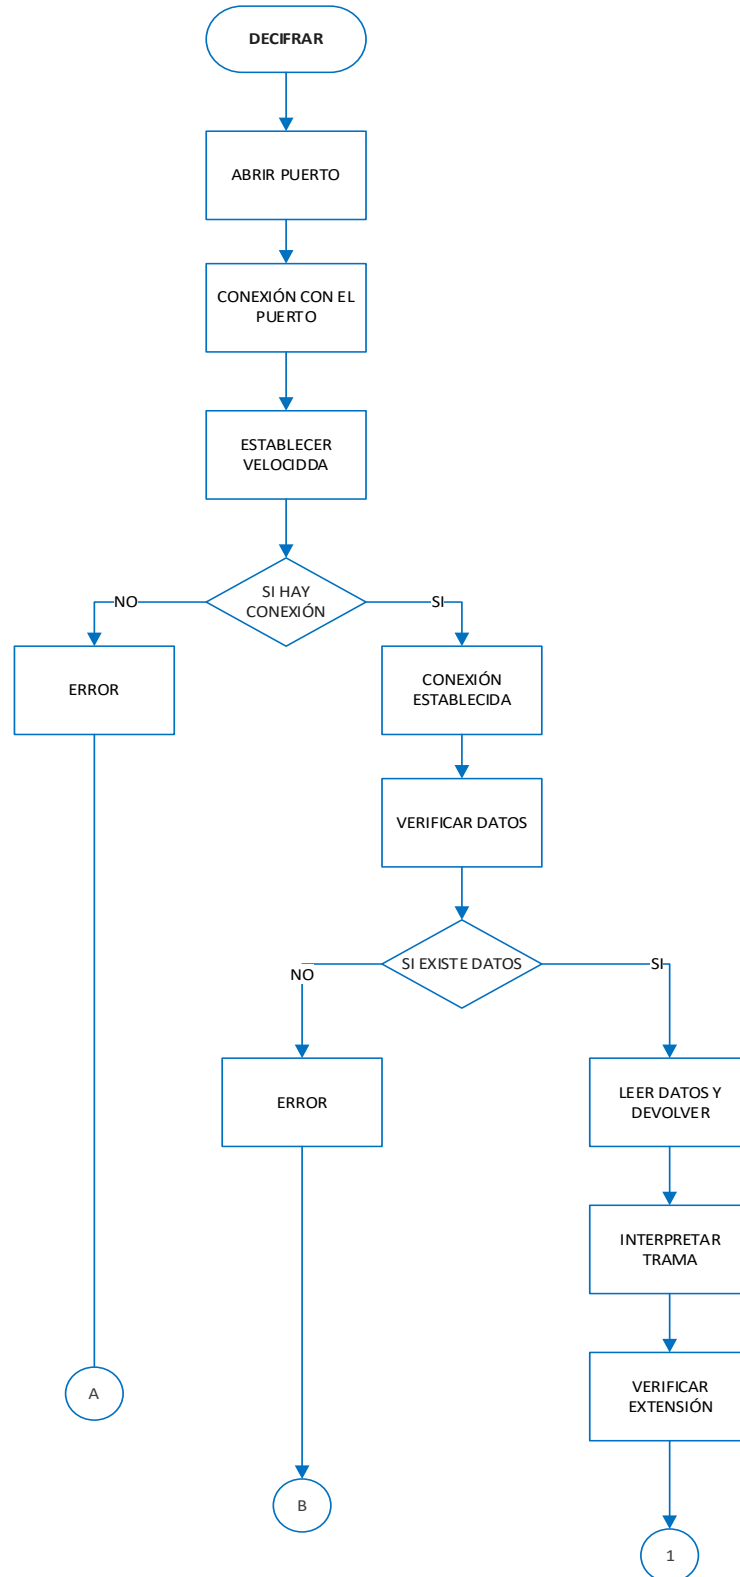 DECIFRAR
ABRIR PUERTO
CONEXIÓN CON EL
PUERTO
ESTABLECER
VELOCIDDA
SI HAY
CONEXIÓN
NO
SI
ERROR
CONEXIÓN
ESTABLECIDA
VERIFICAR DATOS
SI EXISTE DATOS
NO
SI
ERROR
LEER DATOS Y
DEVOLVER
INTERPRETAR
TRAMA
VERIFICAR
EXTENSIÓN
A
B
1